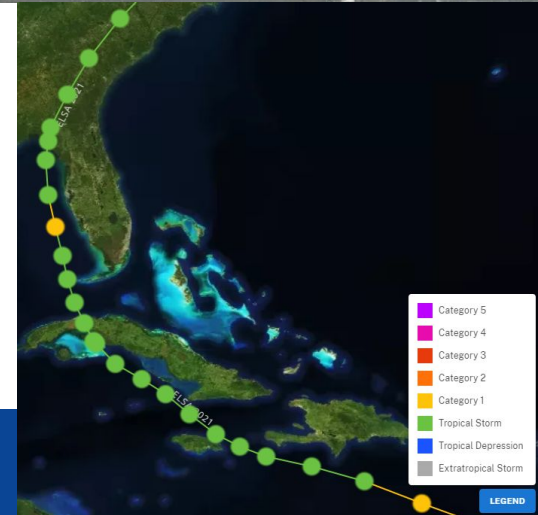 ELSA 2021
ELSA 2021
Category 5
Category 4
Category 3
Category 2
Category 1
Tropical Storm
Tropical Depression
Extratropical Storm
LEGEND